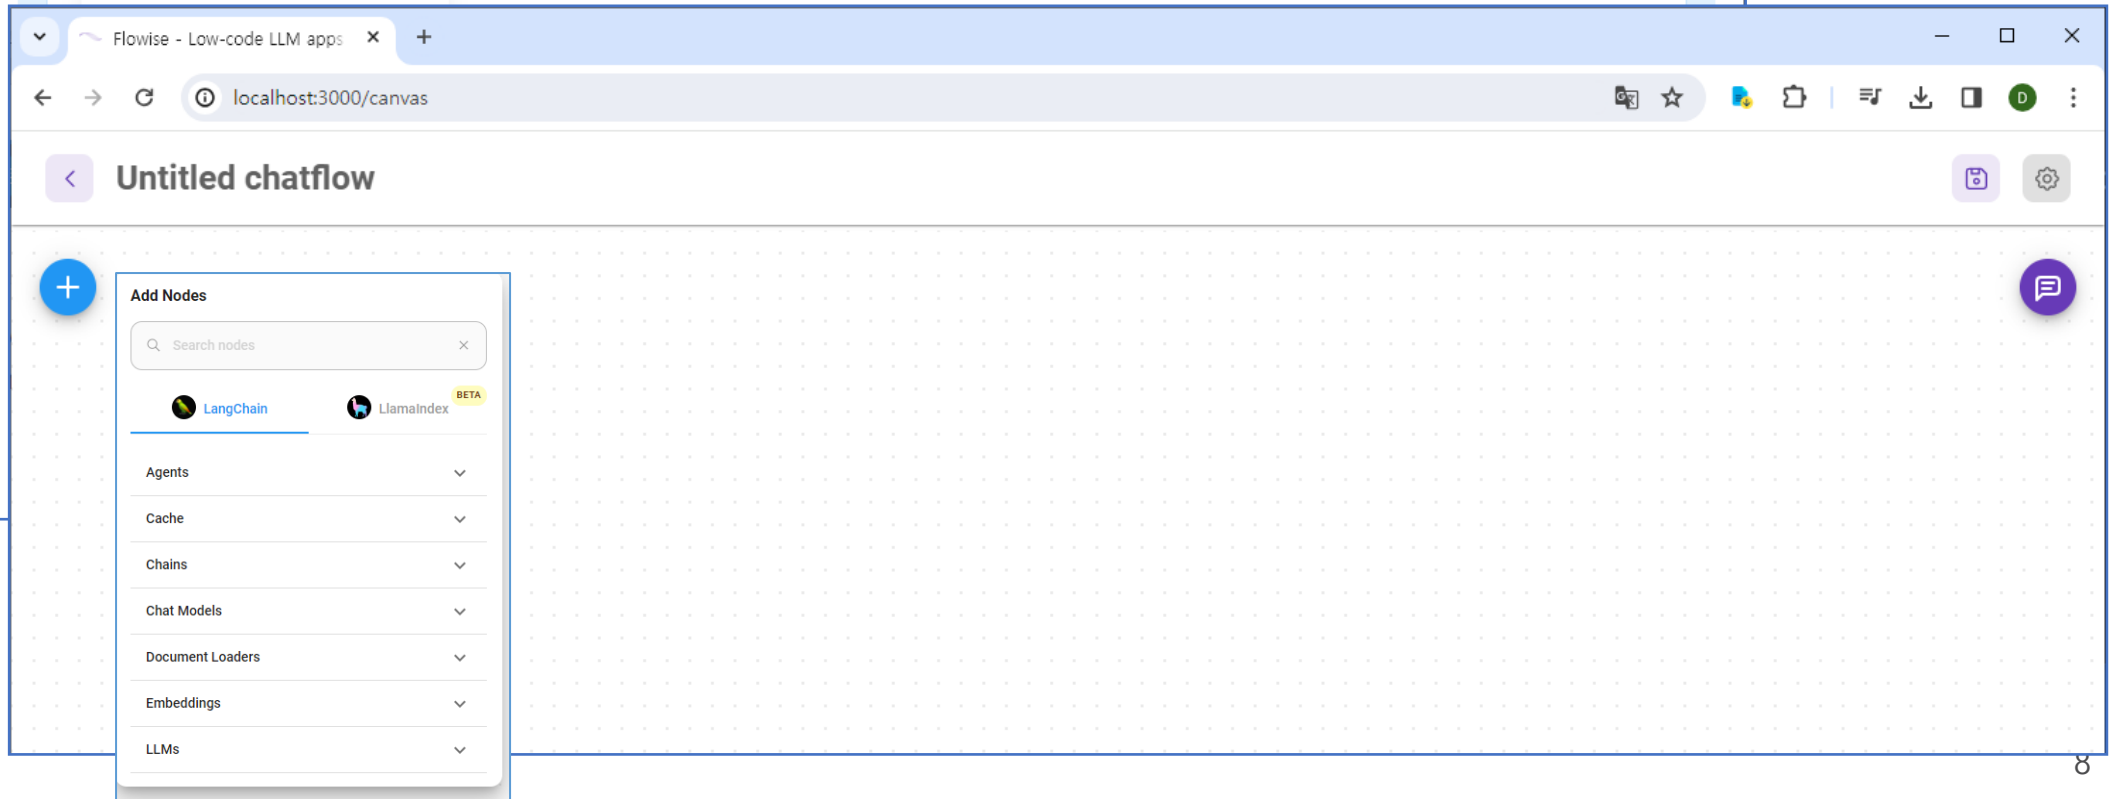 Flowise - Low-code LLM apps
localhost:3000/canvas
D
Untitled chatflow
Add Nodes
Search nodes
LangChain
LlamaIndex
BETA
Agents
Cache
Chains
Chat Models
Document Loaders
Embeddings
LLMs
8